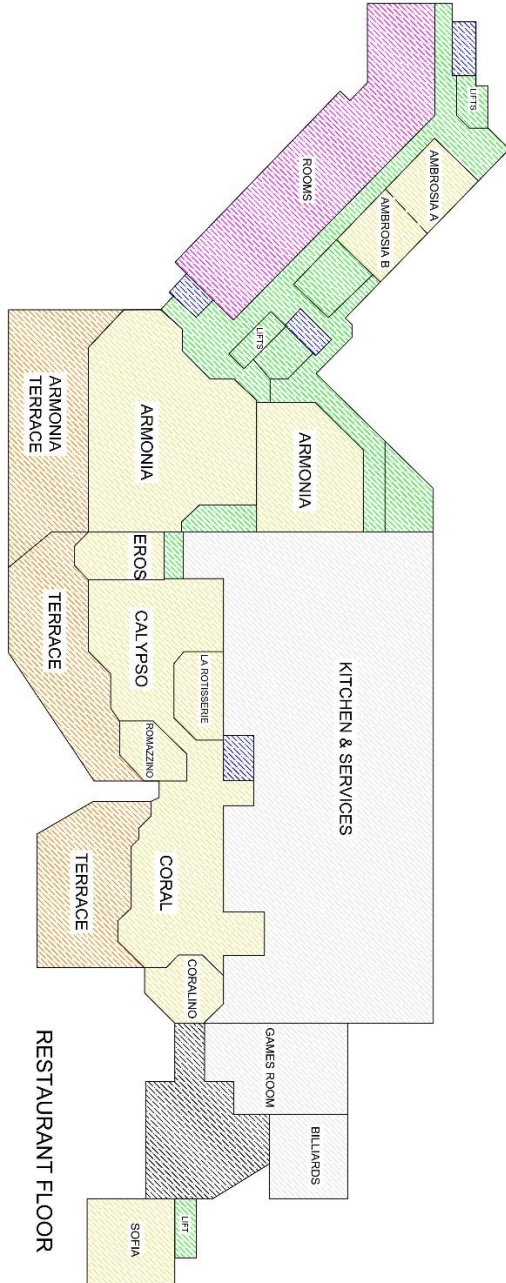 LIFTS
AMBROSIA A
AMBROSIA B
ROOMS
LIFTS
ARMONIA
TERRACE
ARMONIA
ARMONIA
EROS
TERRACE
CALYPSO
LA ROTISSERIE
ROMAZZINO
KITCHEN & SERVICES
TERRACE
CORAL
CORALINO
GAMES ROOM
BILLIARDS
LIFT
SOFIA
RESTAURANT FLOOR